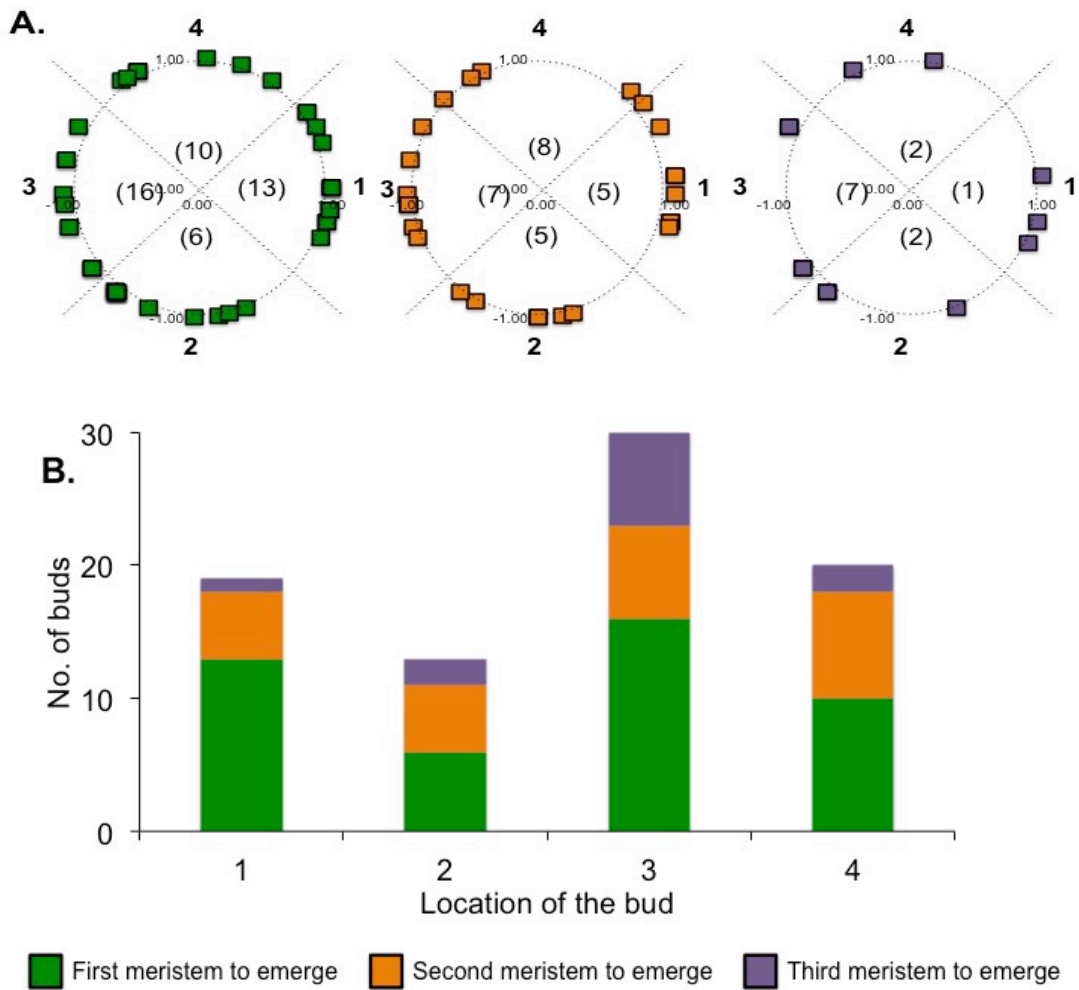 A.
4 4 4
1.00 1.00 1.00
(10) (8) (2)
3 (16) 0.00 (13) 1 3 (7) 0.00 (5) 1 3 (7) 0.00 (1) 1
-1.00 0.00 1.00 -1.00 0.00 1.00 -1.00 0.00 1.00
(6) (5) (2)
-1.00 -1.00 -1.00
2 2 2
B.
30
20
10
0
No. of buds
1 2 3 4
Location of the bud
First meristem to emerge Second meristem to emerge Third meristem to emerge